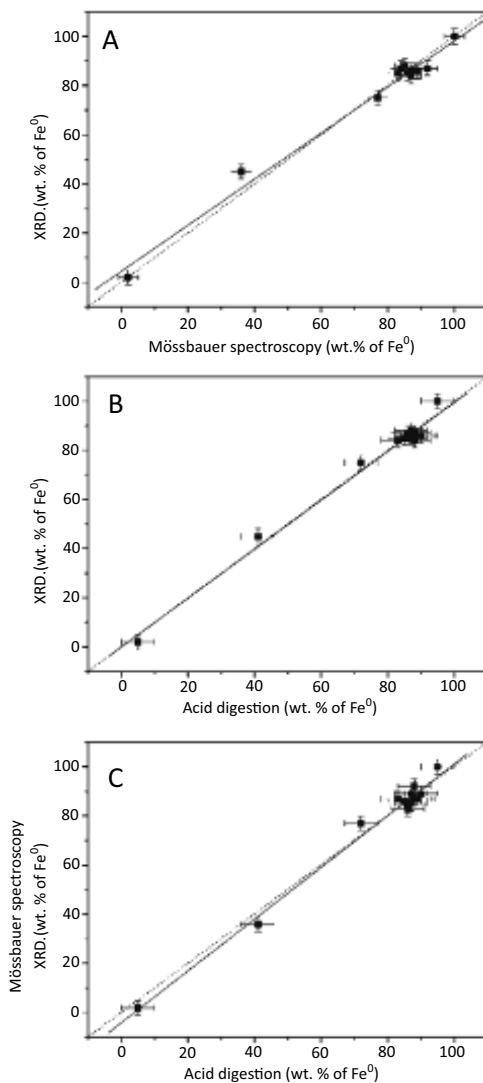 A
100
80
60
40
20
0
XRD.(wt. % of Fe⁰)
0 20 40 60 80 100
Mössbauer spectroscopy (wt.% of Fe⁰)
B
100
80
60
40
20
0
XRD.(wt. % of Fe⁰)
0 20 40 60 80 100
Acid digestion (wt. % of Fe⁰)
C
100
80
60
40
20
0
Mössbauer spectroscopy
XRD.(wt. % of Fe⁰)
0 20 40 60 80 100
Acid digestion (wt. % of Fe⁰)